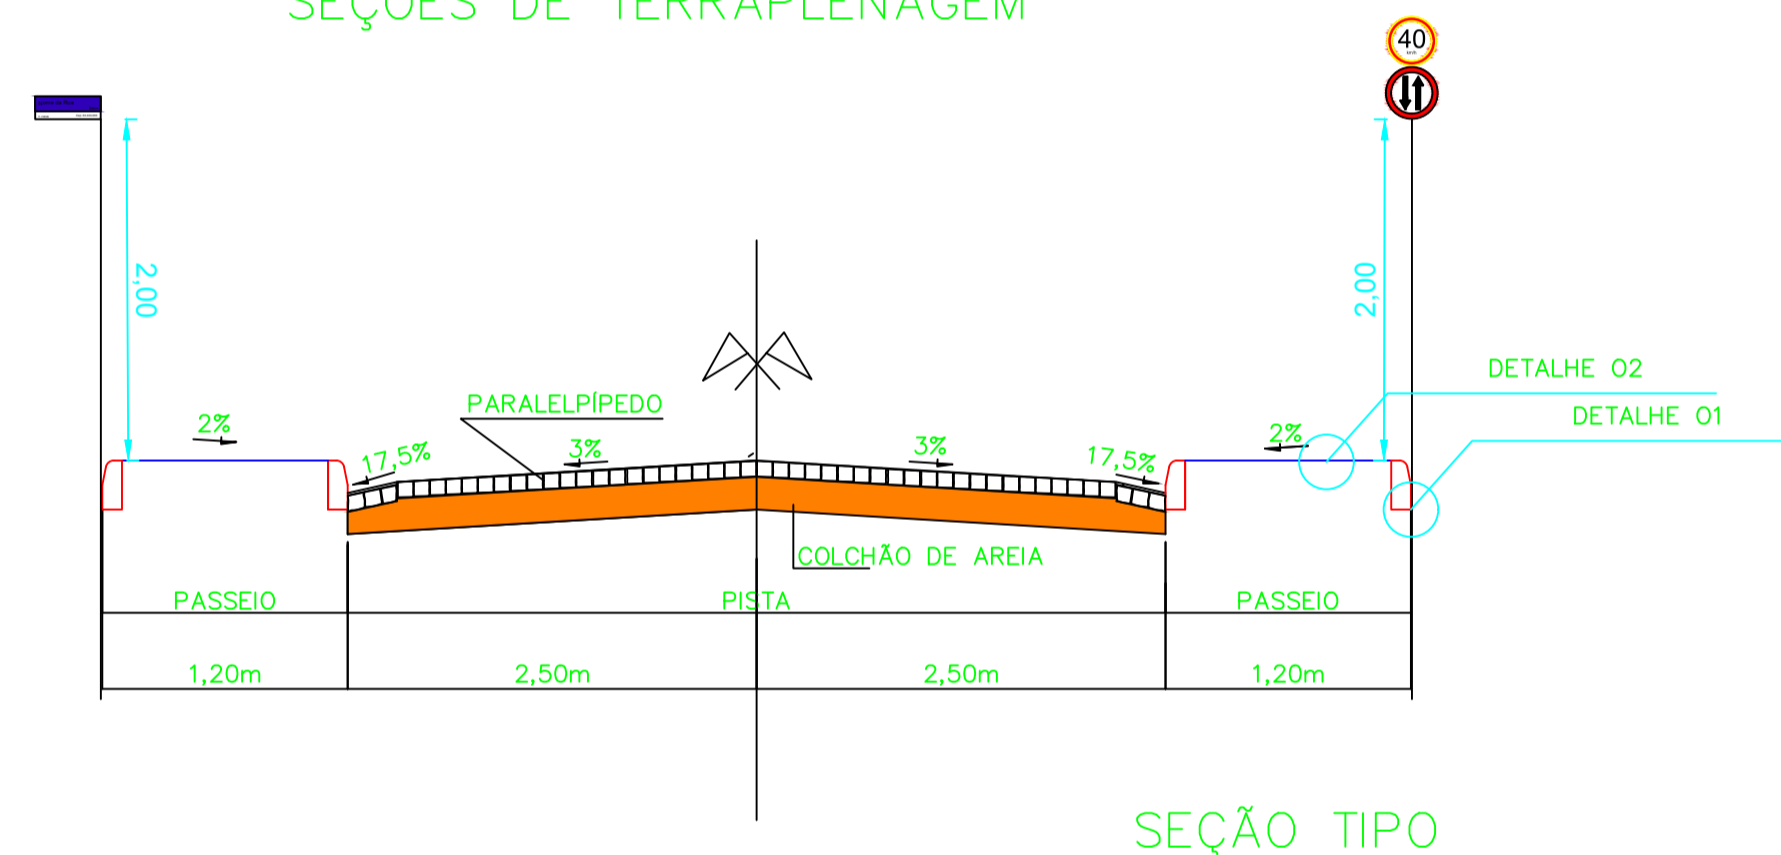 SEÇÕES DE TERRAPLENAGEM
40
km/h
2,00
2,00
DETALHE 02
PARALELPÍPEDO
DETALHE 01
2%
17,5%
3%
3%
17,5%
2%
COLCHÃO DE AREIA
PASSEIO
PISTA
PASSEIO
1,20m
2,50m
2,50m
1,20m
SEÇÃO TIPO